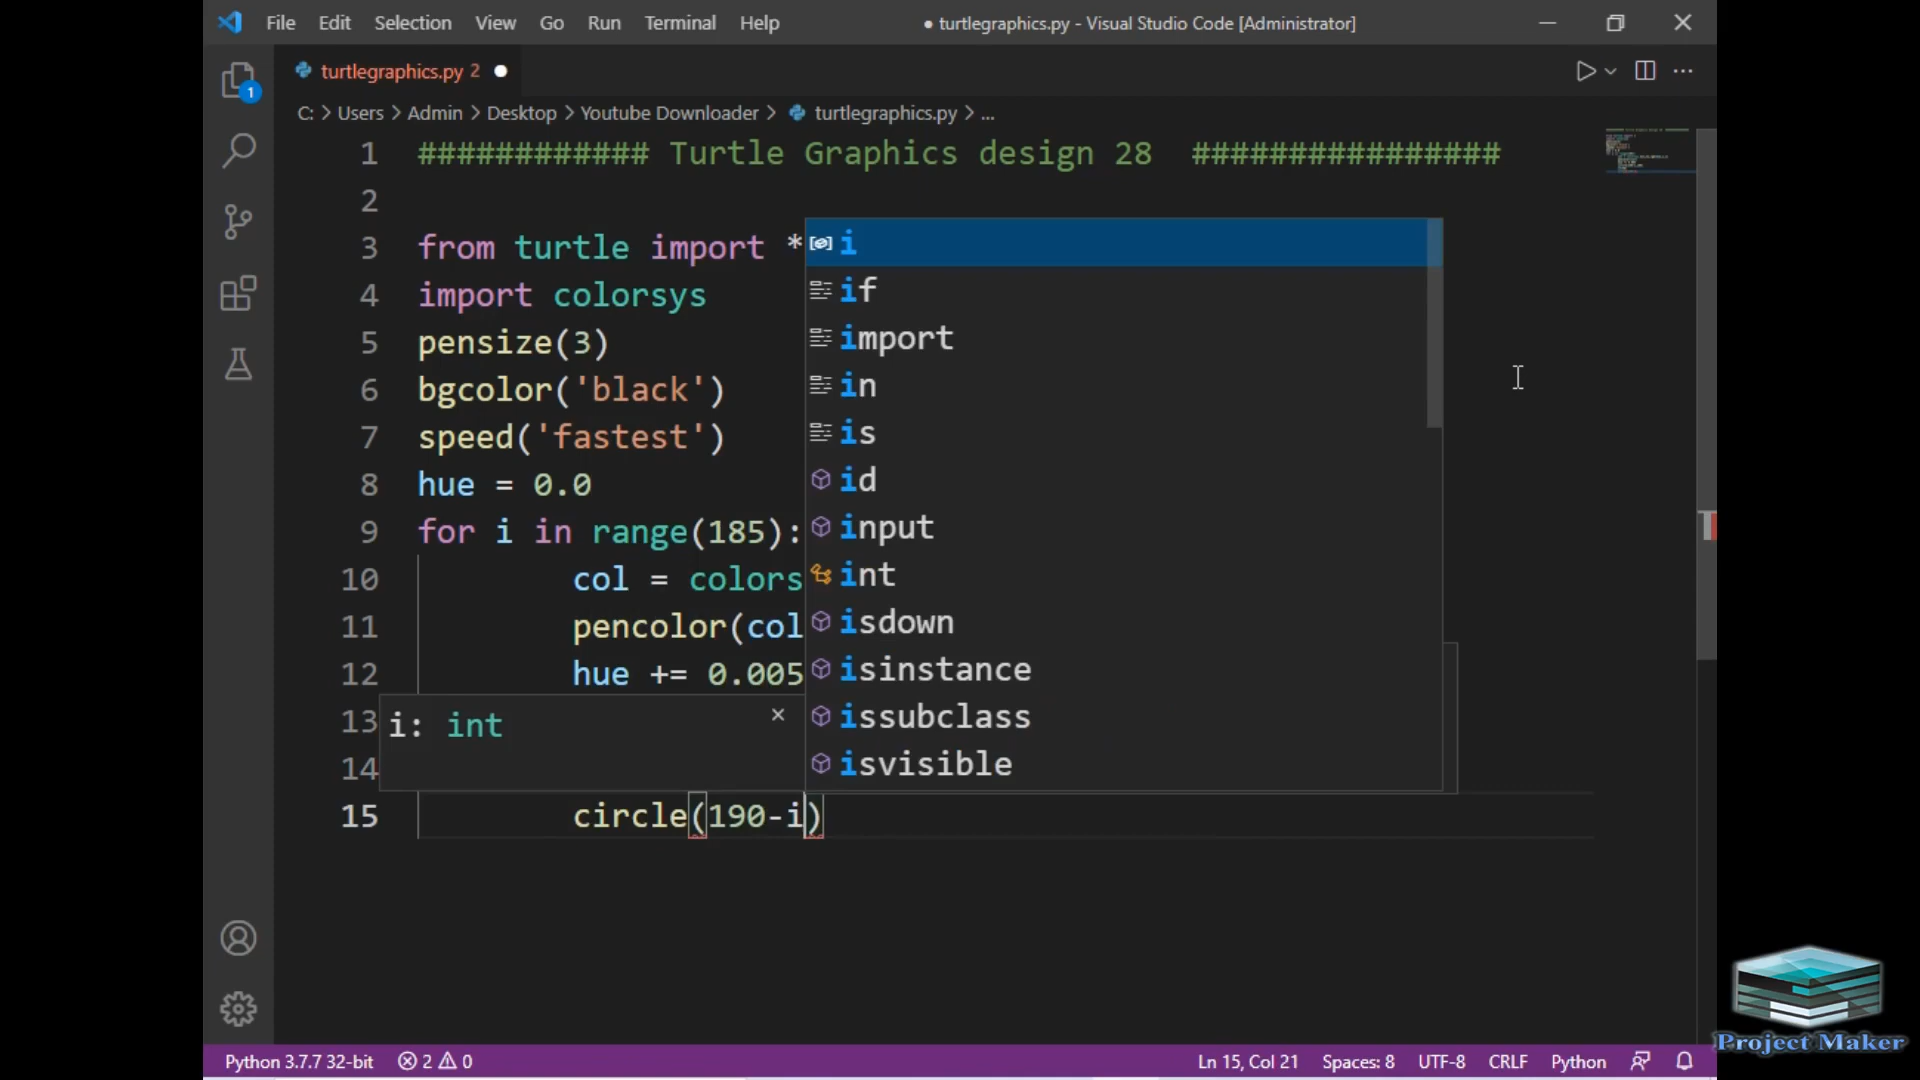 File Edit Selection View Go Run Terminal Help
● turtlegraphics.py - Visual Studio Code [Administrator]
turtlegraphics.py 2
1
C: > Users > Admin > Desktop > Youtube Downloader > turtlegraphics.py > ...
1 ############ Turtle Graphics design 28 ################
2
3 from turtle import *
4 import colorsys
5 pensize(3)
6 bgcolor('black')
7 speed('fastest')
8 hue = 0.0
9 for i in range(185):
10 col = colors
11 pencolor(col
12 hue += 0.005
13
14
15 circle(190-i)
i: int ×
i
if
import
in
is
id
input
int
isdown
isinstance
issubclass
isvisible
Python 3.7.7 32-bit 2 0
Ln 15, Col 21 Spaces: 8 UTF-8 CRLF Python
Project Maker